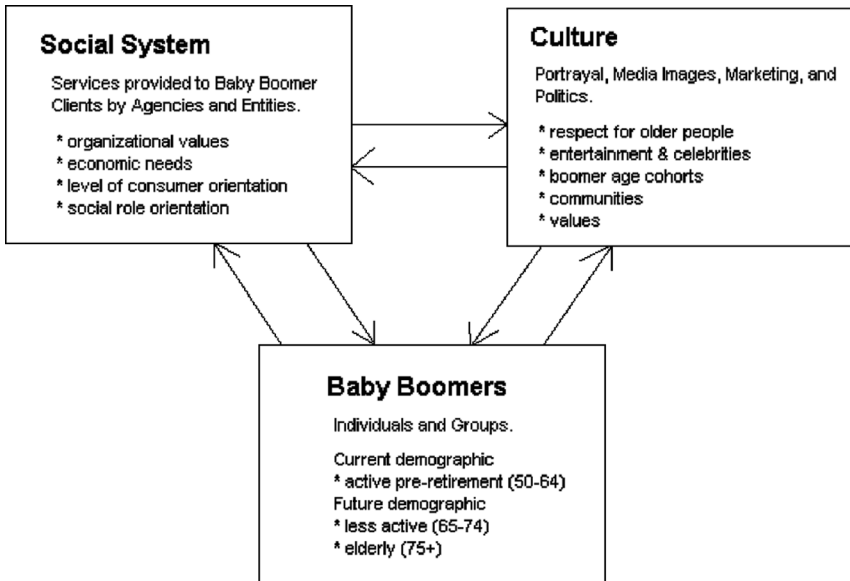 Social System
Services provided to Baby Boomer
Clients by Agencies and Entities.
* organizational values
* economic needs
* level of consumer orientation
* social role orientation
Culture
Portrayal, Media Images, Marketing, and
Politics.
* respect for older people
* entertainment & celebrities
* boomer age cohorts
* communities
* values
Baby Boomers
Individuals and Groups.
Current demographic
* active pre-retirement (50-64)
Future demographic
* less active (65-74)
* elderly (75+)